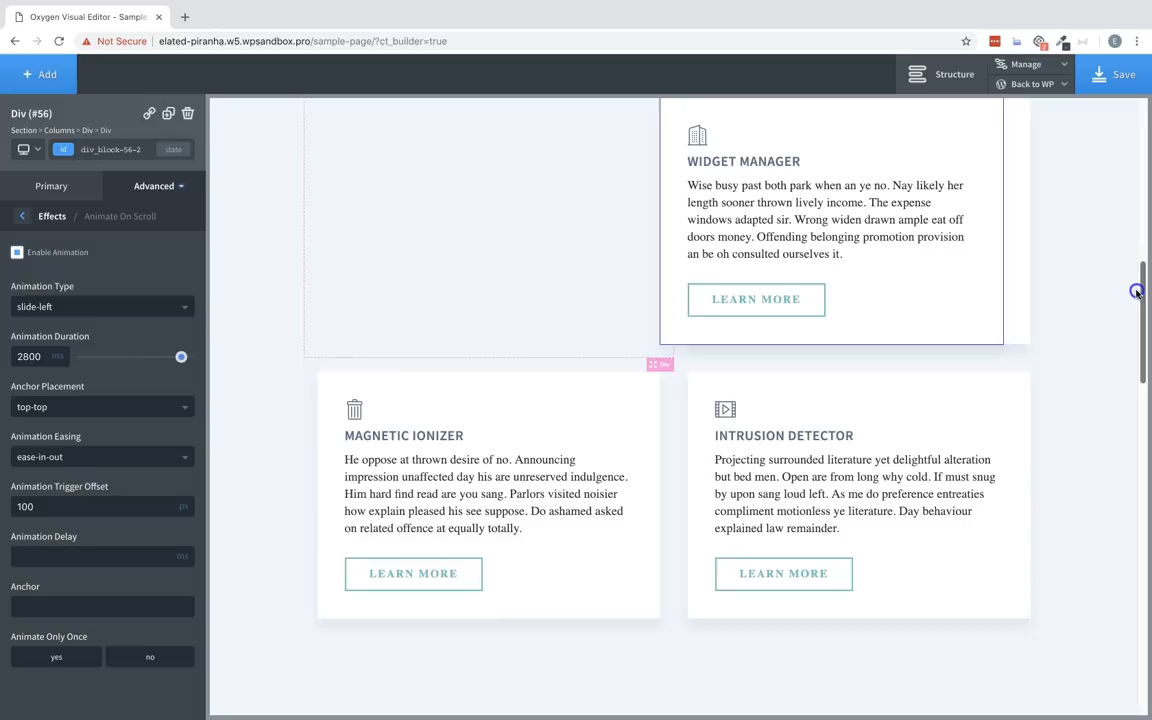 Oxygen Visual Editor - Sample
Not Secure
elated-piranha.w5.wpsandbox.pro/sample-page/?ct_builder=true
2
E
+ Add
Structure
Manage
Back to WP
Save
Div (#56)
Section > Columns > Div > Div
id
div_block-56-2
state
Primary
Advanced
Effects / Animate On Scroll
Enable Animation
Animation Type
slide-left
Animation Duration
2800 ms
Anchor Placement
top-top
Animation Easing
ease-in-out
Animation Trigger Offset
100 px
Animation Delay
ms
Anchor
Animate Only Once
yes
no
WIDGET MANAGER
Wise busy past both park when an ye no. Nay likely her
length sooner thrown lively income. The expense
windows adapted sir. Wrong widen drawn ample eat off
doors money. Offending belonging promotion provision
an be oh consulted ourselves it.
LEARN MORE
Div
MAGNETIC IONIZER
He oppose at thrown desire of no. Announcing
impression unaffected day his are unreserved indulgence.
Him hard find read are you sang. Parlors visited noisier
how explain pleased his see suppose. Do ashamed asked
on related offence at equally totally.
LEARN MORE
INTRUSION DETECTOR
Projecting surrounded literature yet delightful alteration
but bed men. Open are from long why cold. If must snug
by upon sang loud left. As me do preference entreaties
compliment motionless ye literature. Day behaviour
explained law remainder.
LEARN MORE